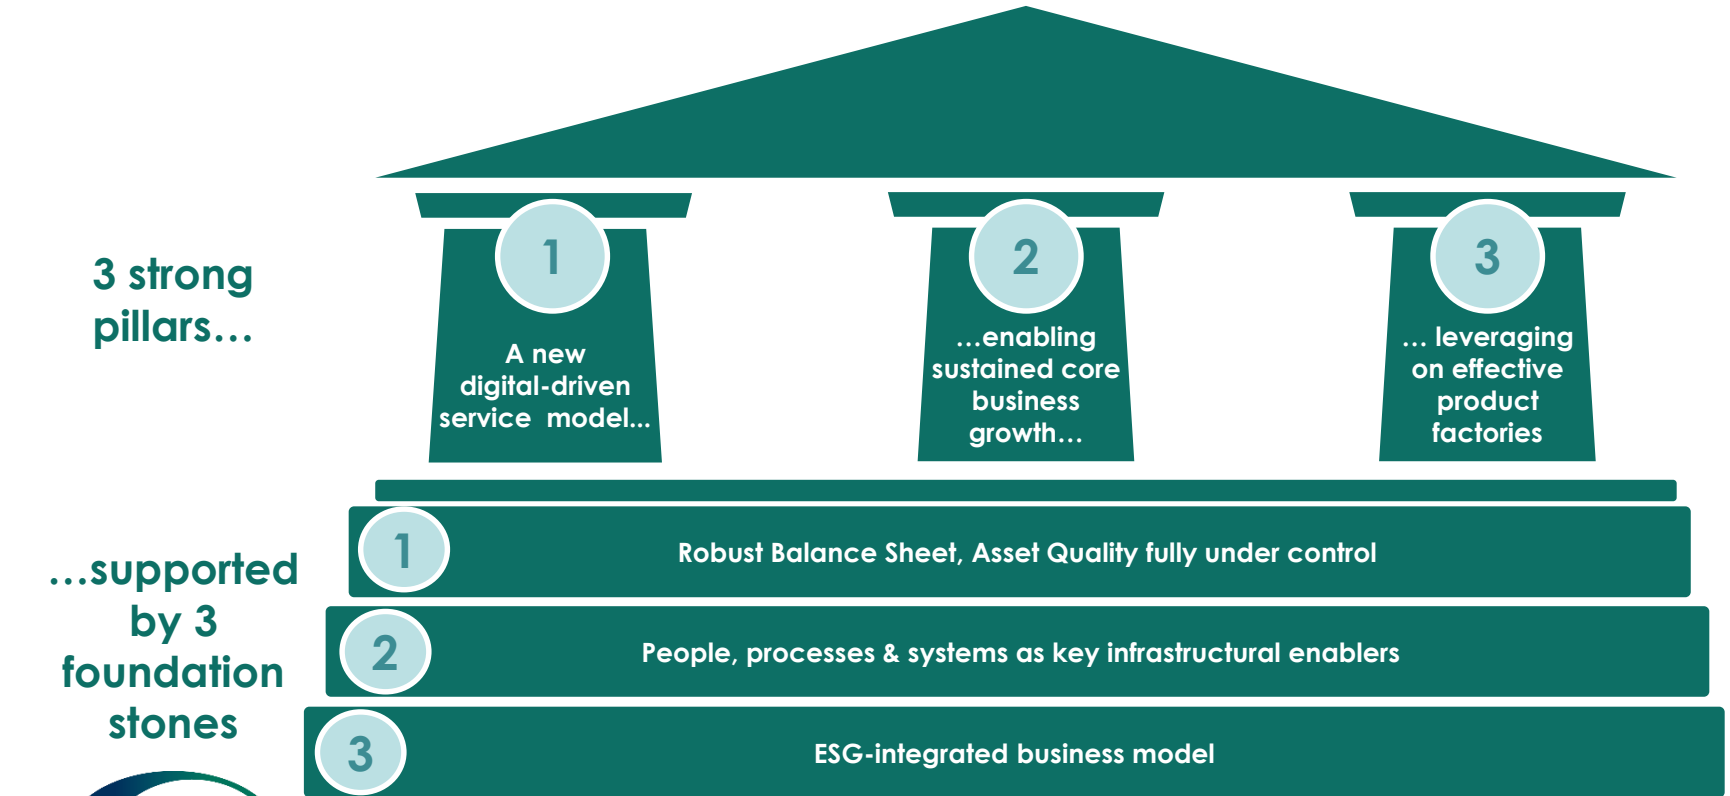 3 strong
pillars…
1
A new
digital-driven
service  model...
2
…enabling
sustained core
business
growth…
3
… leveraging
on effective
product
factories
…supported
by 3
foundation
stones
1
Robust Balance Sheet, Asset Quality fully under control
2
People, processes & systems as key infrastructural enablers
3
ESG-integrated business model